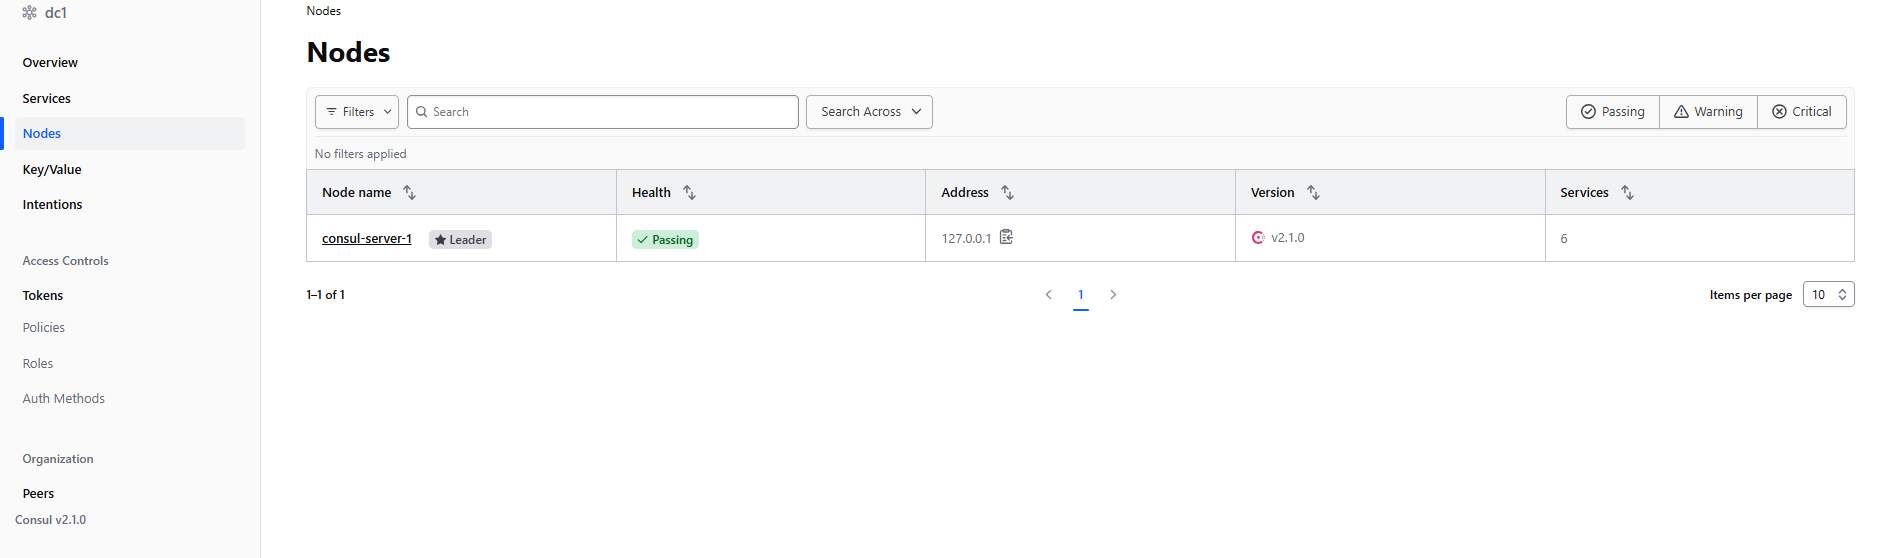 dc1
Overview
Services
Nodes
Key/Value
Intentions
Access Controls
Tokens
Policies
Roles
Auth Methods
Organization
Peers
Consul v2.1.0
Nodes
Nodes
Filters Search Search Across Passing Warning Critical
No filters applied
Node name Health Address Version Services
consul-server-1 Leader Passing 127.0.0.1 v2.1.0 6
1–1 of 1 1 Items per page 10